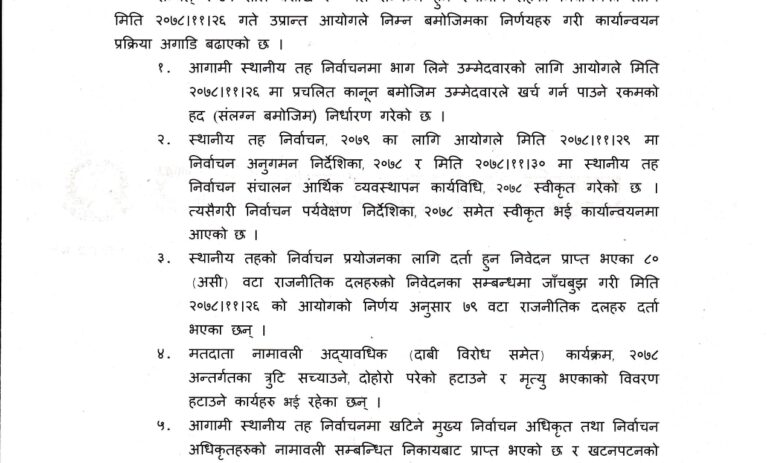 मिति २०७८।११।२६ गते उप्रान्त आयोगले निम्न बमोजिमका निर्णयहरु गरी कार्यान्वयन
प्रक्रिया अगाडि बढाएको छ ।
१. आगामी स्थानीय तह निर्वाचनमा भाग लिने उम्मेदवारको लागि आयोगले मिति
२०७८।११।२६ मा प्रचलित कानून बमोजिम उम्मेदवारले खर्च गर्न पाउने रकमको
हद (संलग्न बमोजिम) निर्धारण गरेको छ ।
२. स्थानीय तह निर्वाचन, २०७९ का लागि आयोगले मिति २०७८।११।२९ मा
निर्वाचन अनुगमन निर्देशिका, २०७८ र मिति २०७८।११।३० मा स्थानीय तह
निर्वाचन संचालन आर्थिक व्यवस्थापन कार्यविधि, २०७८ स्वीकृत गरेको छ ।
त्यसैगरी निर्वाचन पर्यवेक्षण निर्देशिका, २०७८ समेत स्वीकृत भई कार्यान्वयनमा
आएको छ ।
३. स्थानीय तहको निर्वाचन प्रयोजनका लागि दर्ता हुन निवेदन प्राप्त भएका ८०
(असी) वटा राजनीतिक दलहरुको निवेदनका सम्बन्धमा जाँचबुझ गरी मिति
२०७८।११।२६ को आयोगको निर्णय अनुसार ७९ वटा राजनीतिक दलहरु दर्ता
भएका छन् ।
४. मतदाता नामावली अद्यावधिक (दाबी विरोध समेत) कार्यक्रम, २०७८
अन्तर्गतका त्रुटि सच्याउने, दोहोरो परेको हटाउने र मृत्यु भएकाको विवरण
हटाउने कार्यहरु भई रहेका छन् ।
५. आगामी स्थानीय तह निर्वाचनमा खटिने मुख्य निर्वाचन अधिकृत तथा निर्वाचन
अधिकृतहरुको नामावली सम्बन्धित निकायबाट प्राप्त भएको छ र खटनपटनको